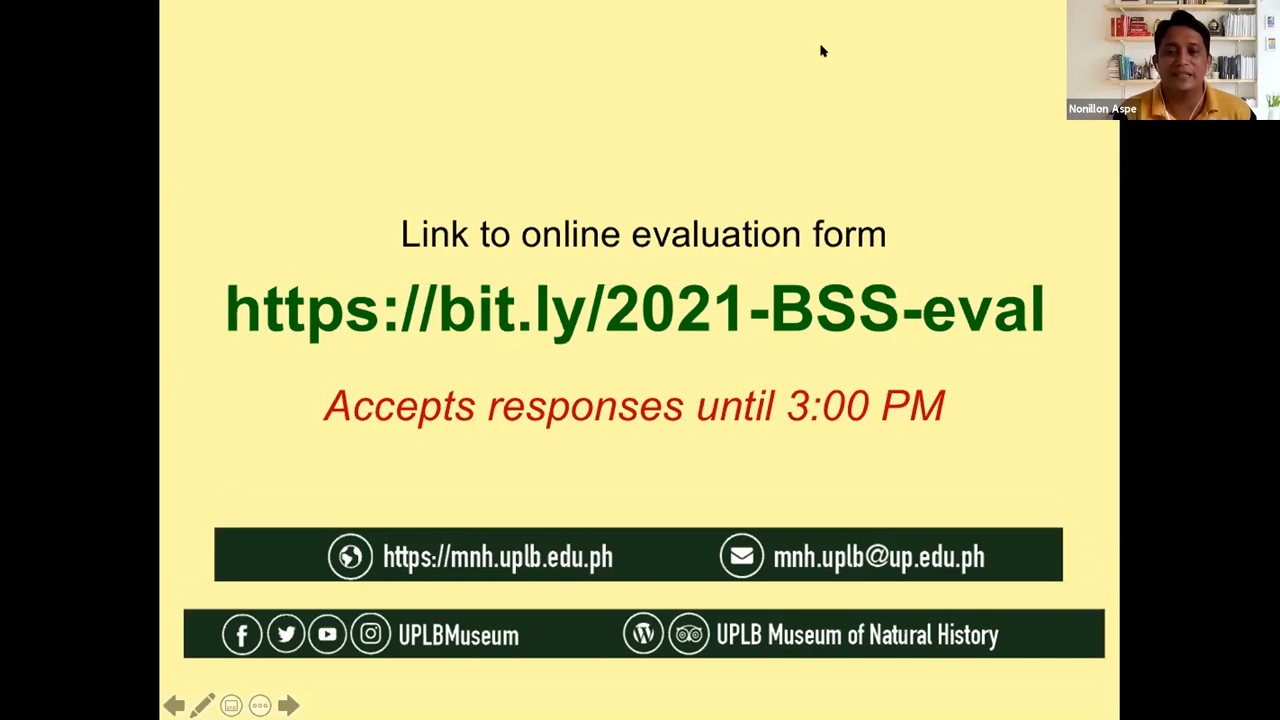 Nonillon Aspe
Link to online evaluation form
https://bit.ly/2021-BSS-eval
Accepts responses until 3:00 PM
https://mnh.uplb.edu.ph
mnh.uplb@up.edu.ph
UPLBMuseum
UPLB Museum of Natural History